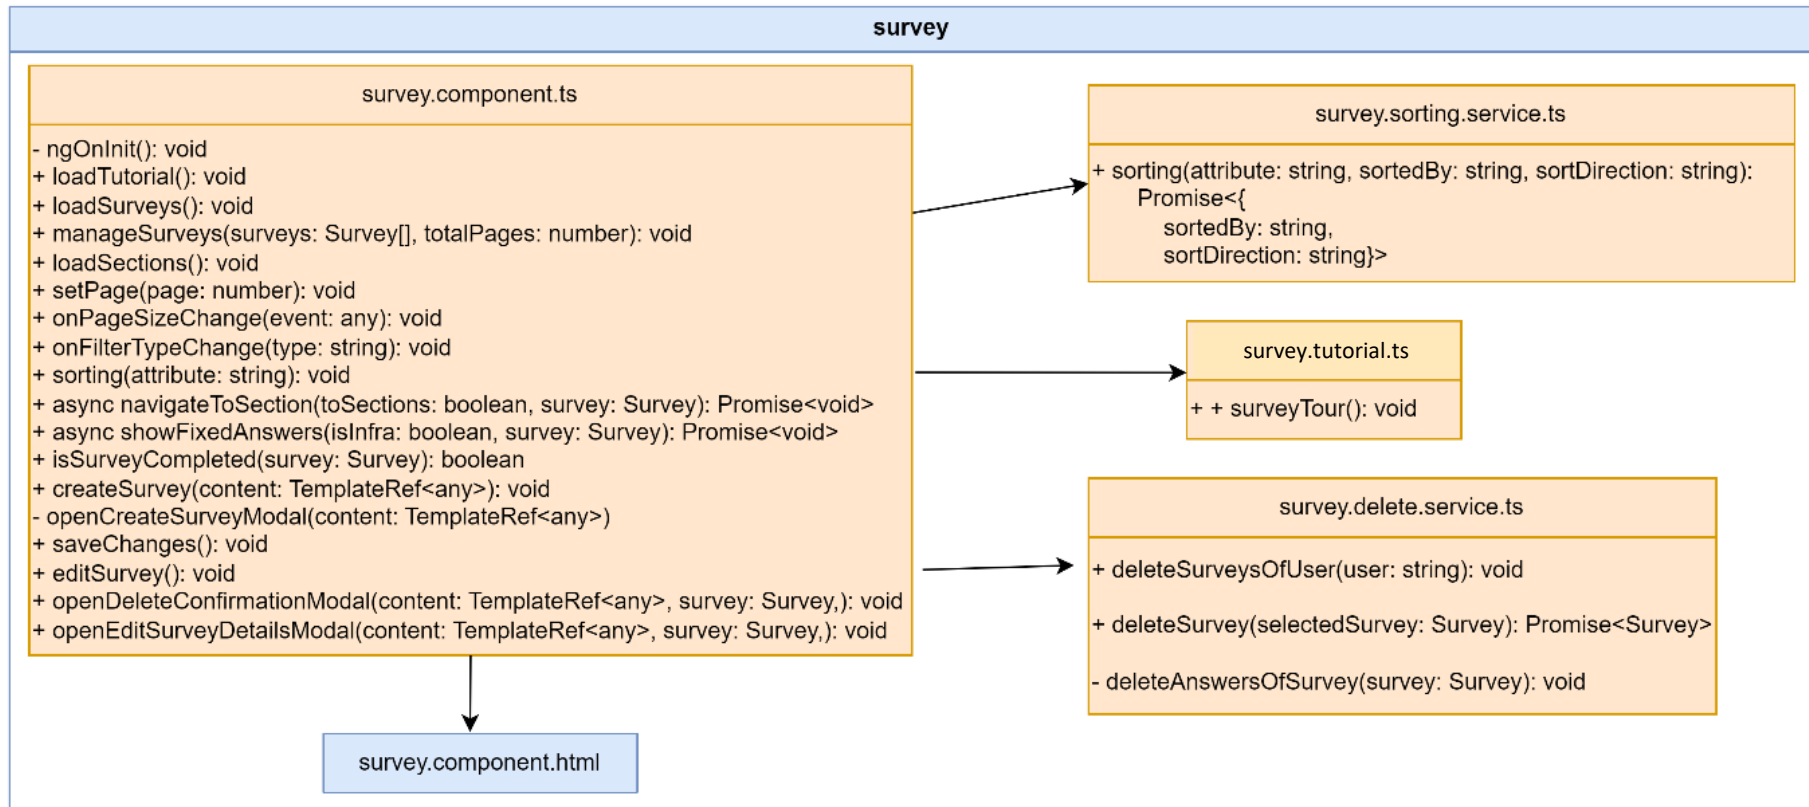 survey
survey.component.ts
- ngOnInit(): void
+ loadTutorial(): void
+ loadSurveys(): void
+ manageSurveys(surveys: Survey[], totalPages: number): void
+ loadSections(): void
+ setPage(page: number): void
+ onPageSizeChange(event: any): void
+ onFilterTypeChange(type: string): void
+ sorting(attribute: string): void
+ async navigateToSection(toSections: boolean, survey: Survey): Promise<void>
+ async showFixedAnswers(isInfra: boolean, survey: Survey): Promise<void>
+ isSurveyCompleted(survey: Survey): boolean
+ createSurvey(content: TemplateRef<any>): void
- openCreateSurveyModal(content: TemplateRef<any>)
+ saveChanges(): void
+ editSurvey(): void
+ openDeleteConfirmationModal(content: TemplateRef<any>, survey: Survey,): void
+ openEditSurveyDetailsModal(content: TemplateRef<any>, survey: Survey,): void
survey.component.html
survey.sorting.service.ts
+ sorting(attribute: string, sortedBy: string, sortDirection: string):
Promise<{
sortedBy: string,
sortDirection: string}>
survey.tutorial.ts
+ + surveyTour(): void
survey.delete.service.ts
+ deleteSurveysOfUser(user: string): void
+ deleteSurvey(selectedSurvey: Survey): Promise<Survey>
- deleteAnswersOfSurvey(survey: Survey): void